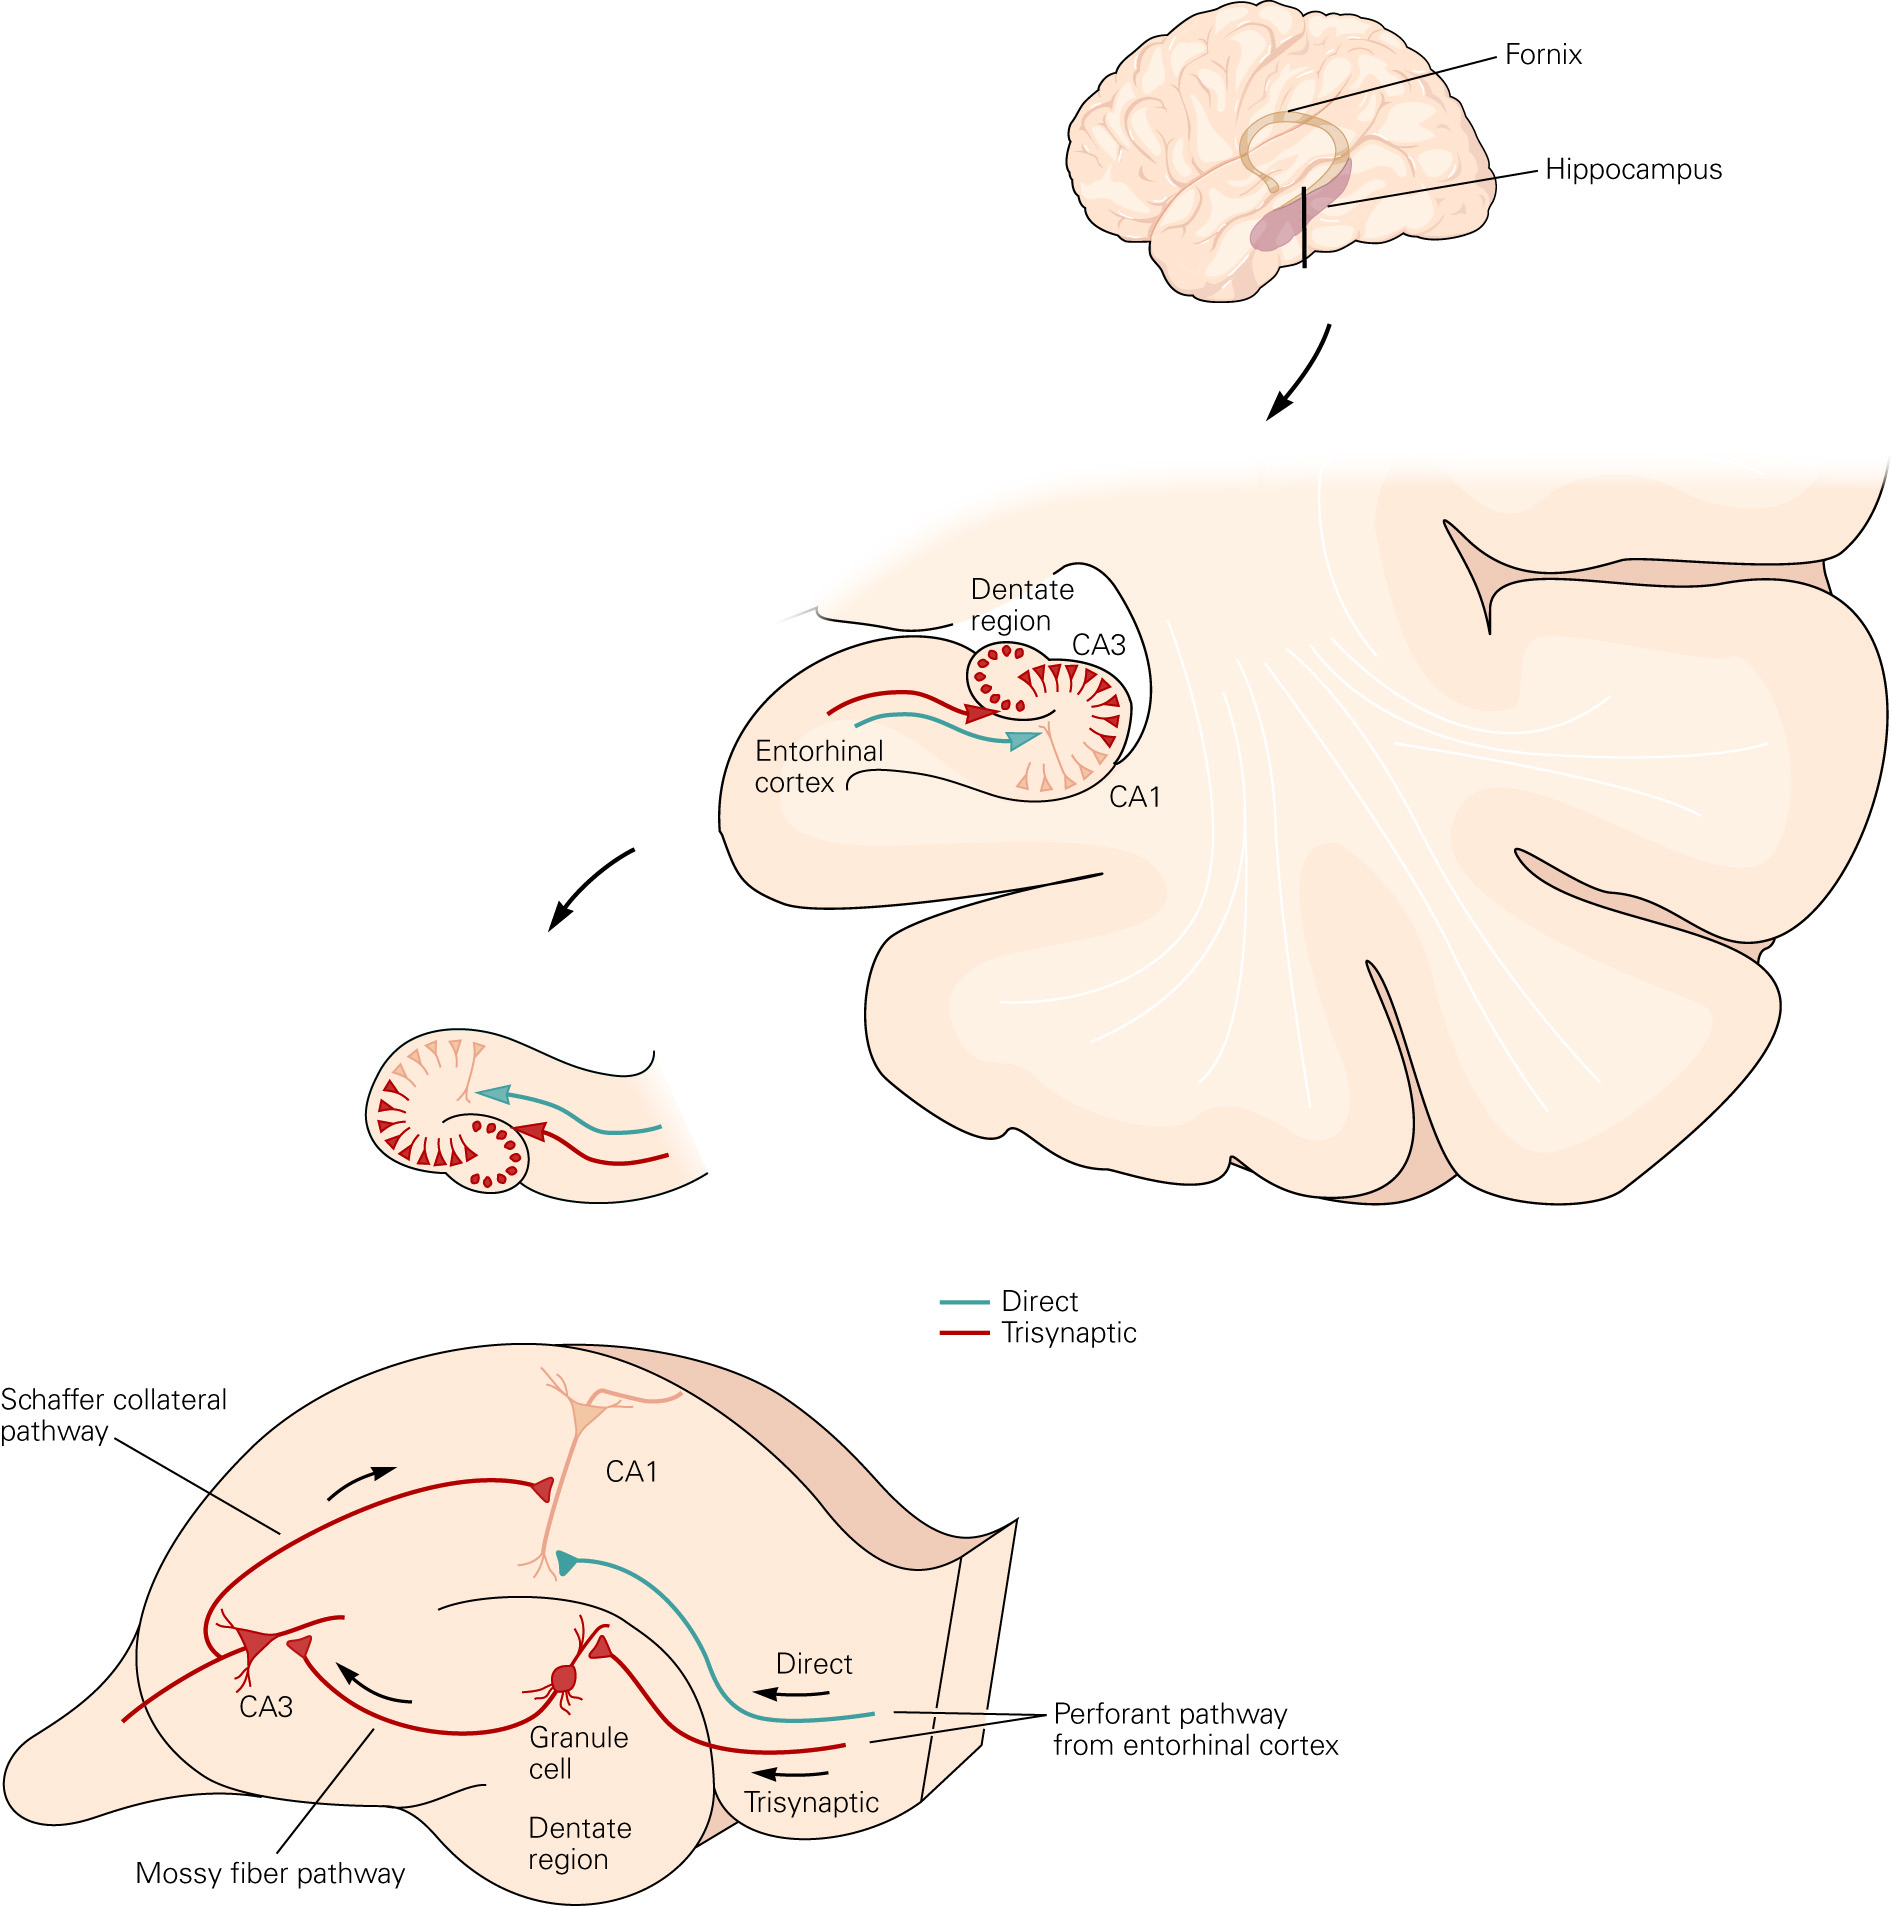 Fornix
Hippocampus
Dentate
region
CA3
Entorhinal
cortex
CA1
Direct
Trisynaptic
Schaffer collateral
pathway
CA1
Direct
CA3
Perforant pathway
from entorhinal cortex
Granule
cell
Trisynaptic
Dentate
region
Mossy fiber pathway